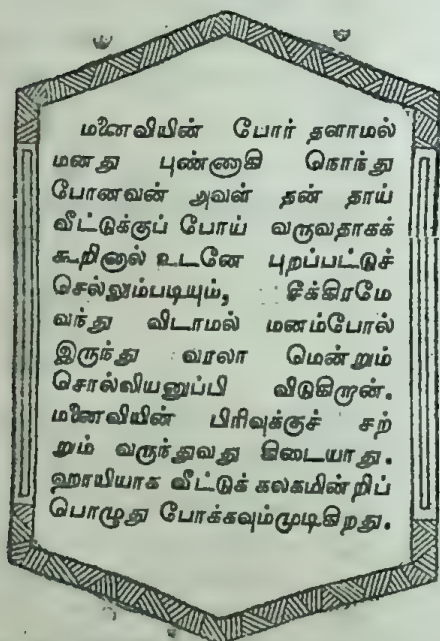 மனைவியின் போர் தளாமல்
மனது புண்ணாகி நொந்து
போனவன் அவள் தன் தாய்
வீட்டுக்குப் போய் வருவதாகக்
கூறினால் உடனே புறப்பட்டுச்
செல்லும்படியும், சீக்கிரமே
வந்து விடாமல் மனம்போல்
இருந்து வரலா மென்றும்
சொல்லியனுப்பி விடுகிறான்.
மனைவியின் பிரிவுக்குச் சற்
றும் வருந்துவது கிடையாது.
ஹாயியாக வீட்டுக் கலகமின்றிப்
பொழுது போக்கவும்முடிகிறது.